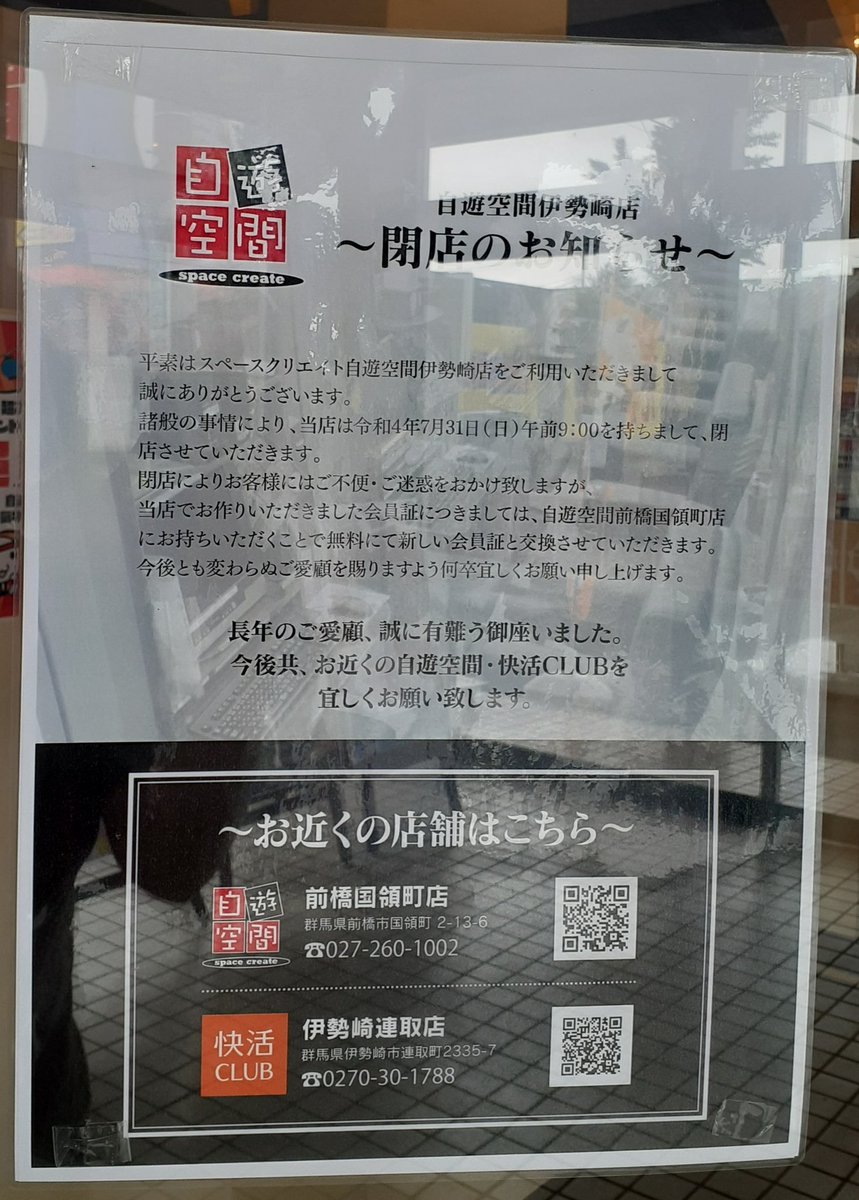 自遊
空間
space create
自遊空間伊勢崎店
～閉店のお知らせ～
平素はスペースクリエイト自遊空間伊勢崎店をご利用いただきまして
誠にありがとうございます。
諸般の事情により、当店は令和4年7月31日(日)午前9:00を持ちまして、閉
店させていただきます。
閉店によりお客様にはご不便・ご迷惑をおかけ致しますが、
当店でお作りいただきました会員証につきましては、自遊空間前橋国領町店
にお持ちいただくことで無料にて新しい会員証と交換させていただきます。
今後とも変わらぬご愛顧を賜りますよう何卒宜しくお願い申し上げます。
長年のご愛顧、誠に有難う御座いました。
今後共、お近くの自遊空間・快活CLUBを
宜しくお願い致します。
～お近くの店舗はこちら～
自遊
空間
space create
前橋国領町店
群馬県前橋市国領町 2-13-6
☎027-260-1002
快活
CLUB
伊勢崎連取店
群馬県伊勢崎市連取町2335-7
☎0270-30-1788